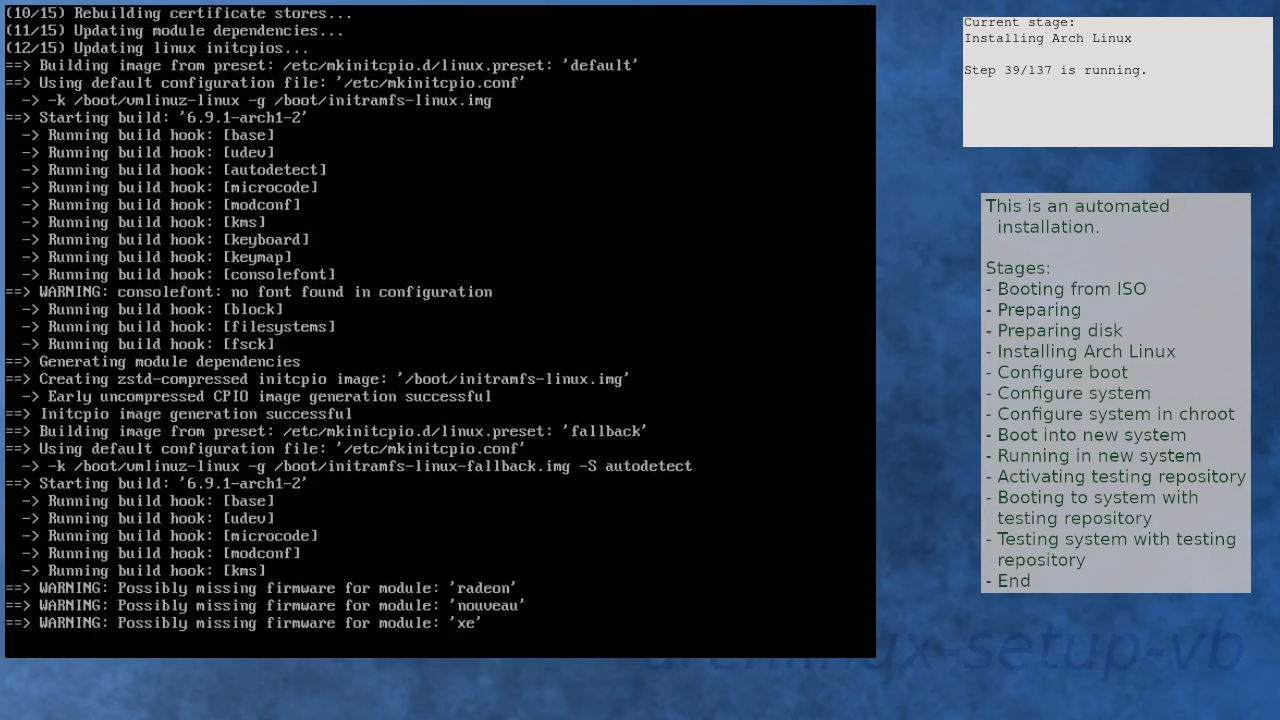 (10/15) Rebuilding certificate stores...
(11/15) Updating module dependencies...
(12/15) Updating linux initcpios...
==> Building image from preset: /etc/mkinitcpio.d/linux.preset: 'default'
==> Using default configuration file: '/etc/mkinitcpio.conf'
  -> -k /boot/vmlinuz-linux -g /boot/initramfs-linux.img
==> Starting build: '6.9.1-arch1-2'
  -> Running build hook: [base]
  -> Running build hook: [udev]
  -> Running build hook: [autodetect]
  -> Running build hook: [microcode]
  -> Running build hook: [modconf]
  -> Running build hook: [kms]
  -> Running build hook: [keyboard]
  -> Running build hook: [keymap]
  -> Running build hook: [consolefont]
==> WARNING: consolefont: no font found in configuration
  -> Running build hook: [block]
  -> Running build hook: [filesystems]
  -> Running build hook: [fsck]
==> Generating module dependencies
==> Creating zstd-compressed initcpio image: '/boot/initramfs-linux.img'
  -> Early uncompressed CPIO image generation successful
==> Initcpio image generation successful
==> Building image from preset: /etc/mkinitcpio.d/linux.preset: 'fallback'
==> Using default configuration file: '/etc/mkinitcpio.conf'
  -> -k /boot/vmlinuz-linux -g /boot/initramfs-linux-fallback.img -S autodetect
==> Starting build: '6.9.1-arch1-2'
  -> Running build hook: [base]
  -> Running build hook: [udev]
  -> Running build hook: [microcode]
  -> Running build hook: [modconf]
  -> Running build hook: [kms]
==> WARNING: Possibly missing firmware for module: 'radeon'
==> WARNING: Possibly missing firmware for module: 'nouveau'
==> WARNING: Possibly missing firmware for module: 'xe'
Current stage:
Installing Arch Linux
Step 39/137 is running.
This is an automated
installation.
Stages:
- Booting from ISO
- Preparing
- Preparing disk
- Installing Arch Linux
- Configure boot
- Configure system
- Configure system in chroot
- Boot into new system
- Running in new system
- Activating testing repository
- Booting to system with
testing repository
- Testing system with testing
repository
- End
archlinux-setup-vb